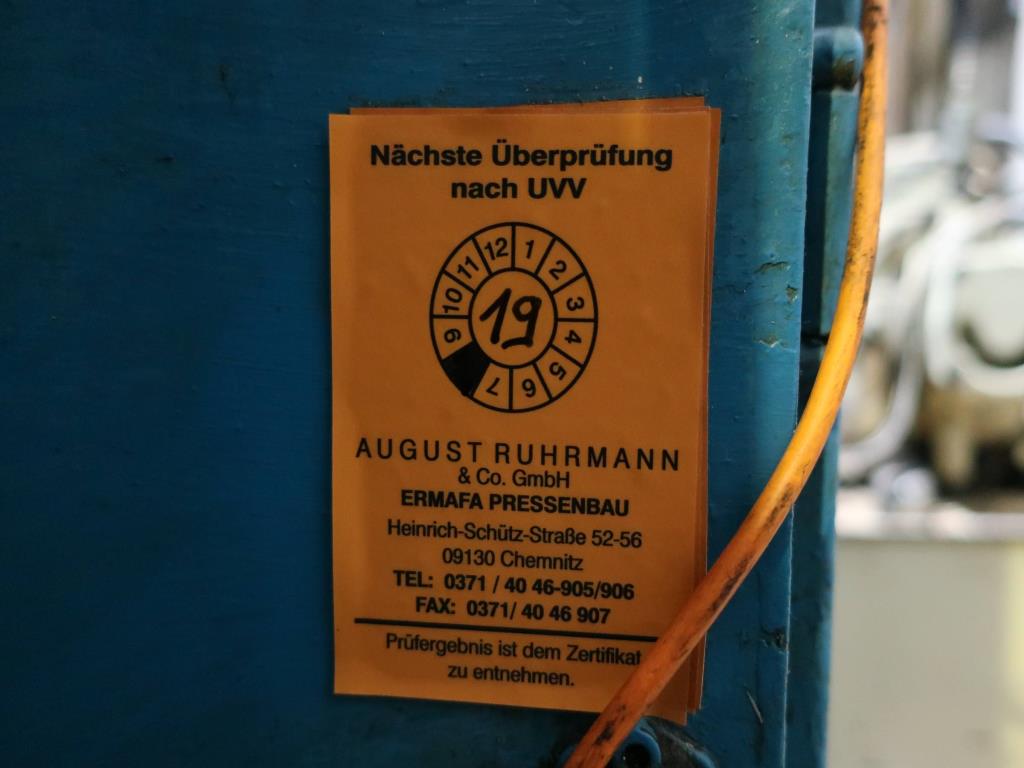 Nächste Überprüfung
nach UVV
12 1 2 3 4 5 6 7 9 10 11
19
AUGUST RUHRMANN
& Co. GmbH
ERMAFA PRESSENBAU
Heinrich-Schütz-Straße 52-56
09130 Chemnitz
TEL: 0371 / 40 46-905/906
FAX: 0371/ 40 46 907
Prüfergebnis ist dem Zertifikat
zu entnehmen.